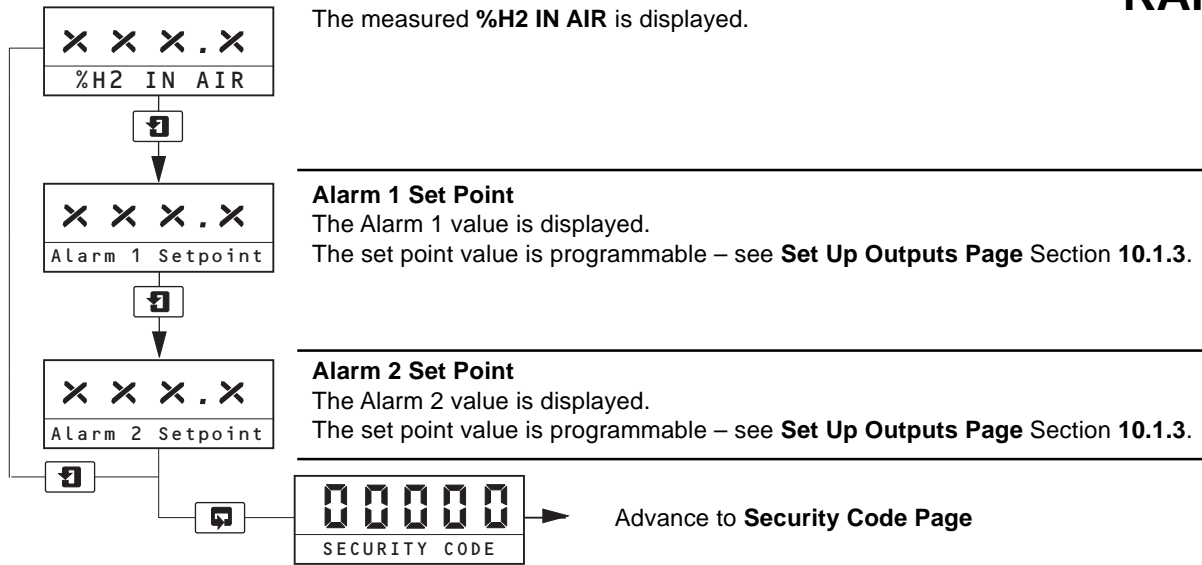 The measured %H2 IN AIR is displayed.
×××.×
%H2 IN AIR
Alarm 1 Set Point
×××.×
The Alarm 1 value is displayed.
Alarm 1 Setpoint
The set point value is programmable – see Set Up Outputs Page Section 10.1.3.
Alarm 2 Set Point
×××.×
The Alarm 2 value is displayed.
Alarm 2 Setpoint
The set point value is programmable – see Set Up Outputs Page Section 10.1.3.
00000
SECURITY CODE
Advance to Security Code Page